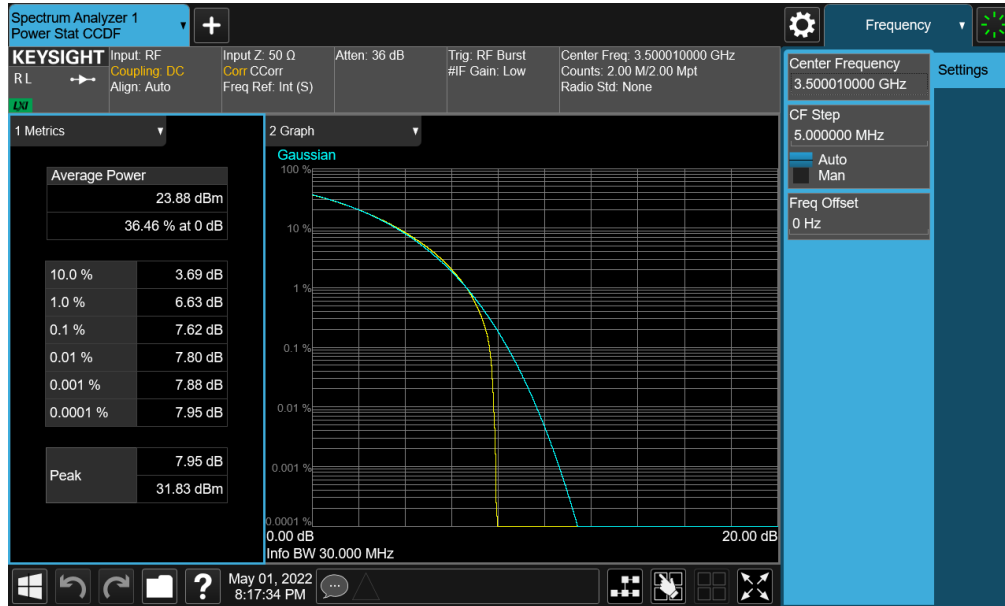 Spectrum Analyzer 1
Power Stat CCDF
Frequency
KEYSIGHT
RL
LXI
Input: RF
Coupling: DC
Align: Auto
Input Z: 50 Ω
Corr CCorr
Freq Ref: Int (S)
Atten: 36 dB
Trig: RF Burst
#IF Gain: Low
Center Freq: 3.500010000 GHz
Counts: 2.00 M/2.00 Mpt
Radio Std: None
Center Frequency
3.500010000 GHz
Settings
CF Step
5.000000 MHz
Auto
Man
Freq Offset
0 Hz
1 Metrics
Average Power
23.88 dBm
36.46 % at 0 dB
10.0 % 3.69 dB
1.0 % 6.63 dB
0.1 % 7.62 dB
0.01 % 7.80 dB
0.001 % 7.88 dB
0.0001 % 7.95 dB
Peak 7.95 dB
31.83 dBm
2 Graph
Gaussian
100 %
10 %
1 %
0.1 %
0.01 %
0.001 %
0.0001 %
0.00 dB 20.00 dB
Info BW 30.000 MHz
?
May 01, 2022
8:17:34 PM